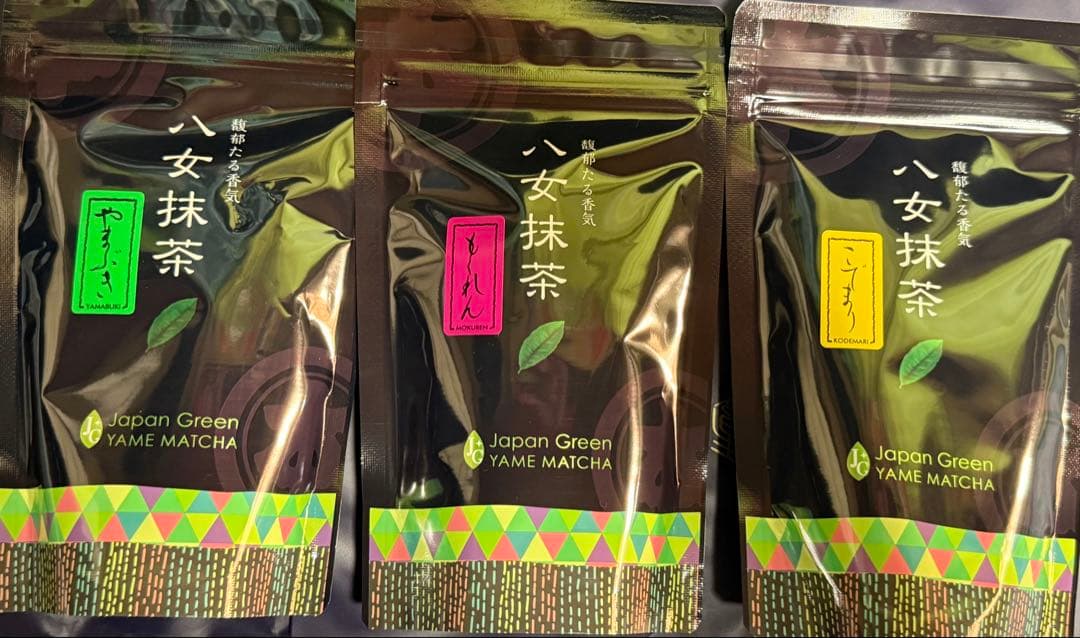 馥郁たる香気
八女抹茶
やまぶき
YAMABUKI
J+G
Japan Green
YAME MATCHA
馥郁たる香気
八女抹茶
もくれん
MOKUREN
J+G
Japan Green
YAME MATCHA
馥郁たる香気
八女抹茶
こでまり
KODEMARI
J+G
Japan Green
YAME MATCHA